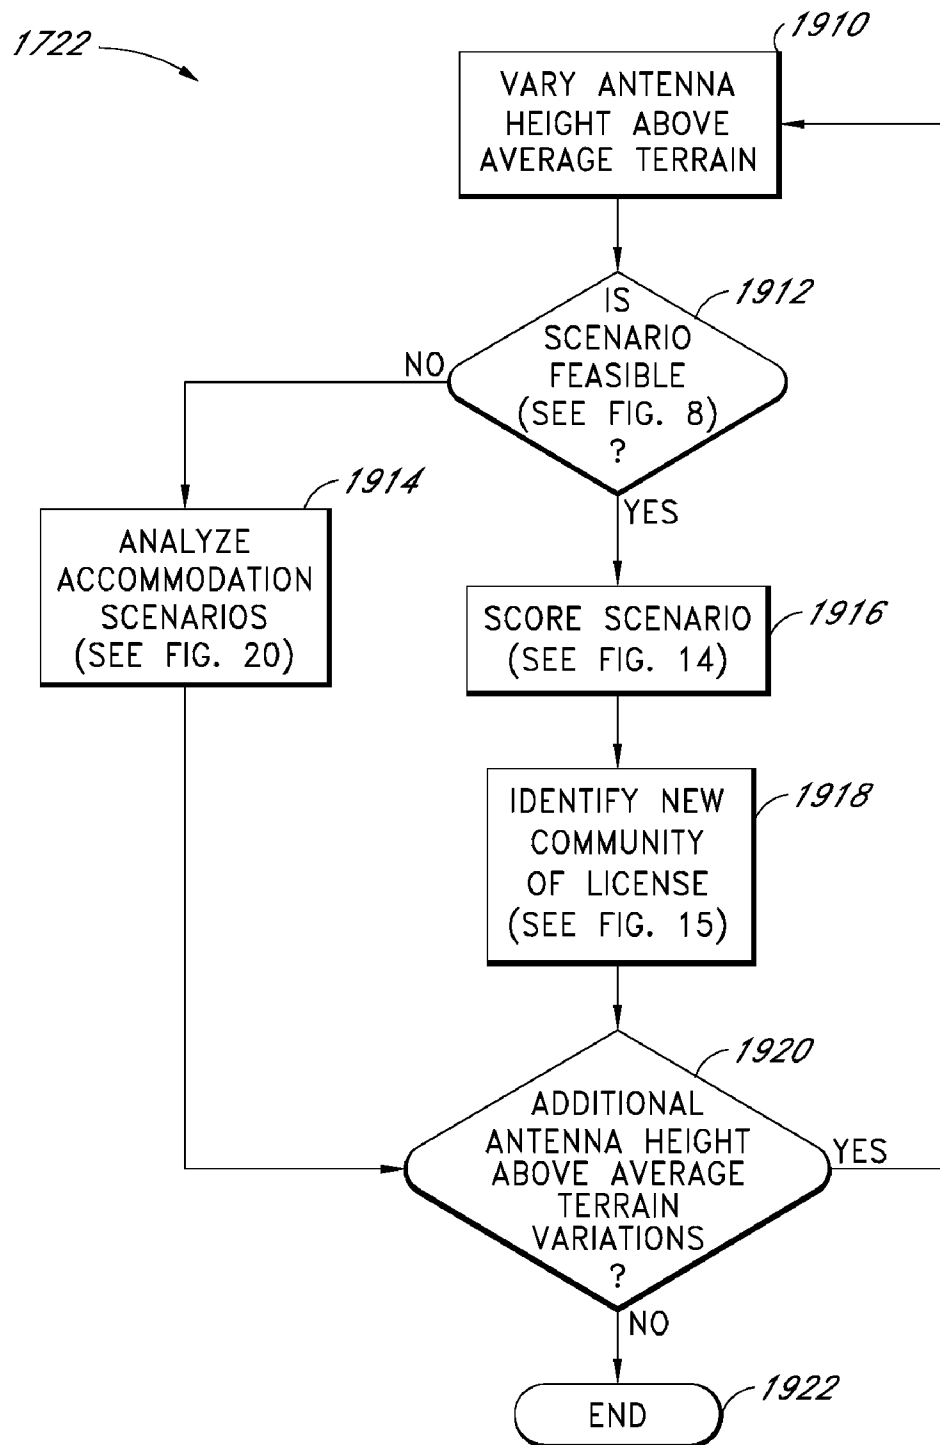 1722
1910
VARY ANTENNA
HEIGHT ABOVE
AVERAGE TERRAIN
1912
IS
SCENARIO
FEASIBLE
(SEE FIG. 8)
?
NO
YES
1914
ANALYZE
ACCOMMODATION
SCENARIOS
(SEE FIG. 20)
1916
SCORE SCENARIO
(SEE FIG. 14)
1918
IDENTIFY NEW
COMMUNITY
OF LICENSE
(SEE FIG. 15)
1920
ADDITIONAL
ANTENNA HEIGHT
ABOVE AVERAGE
TERRAIN
VARIATIONS
?
YES
NO
1922
END